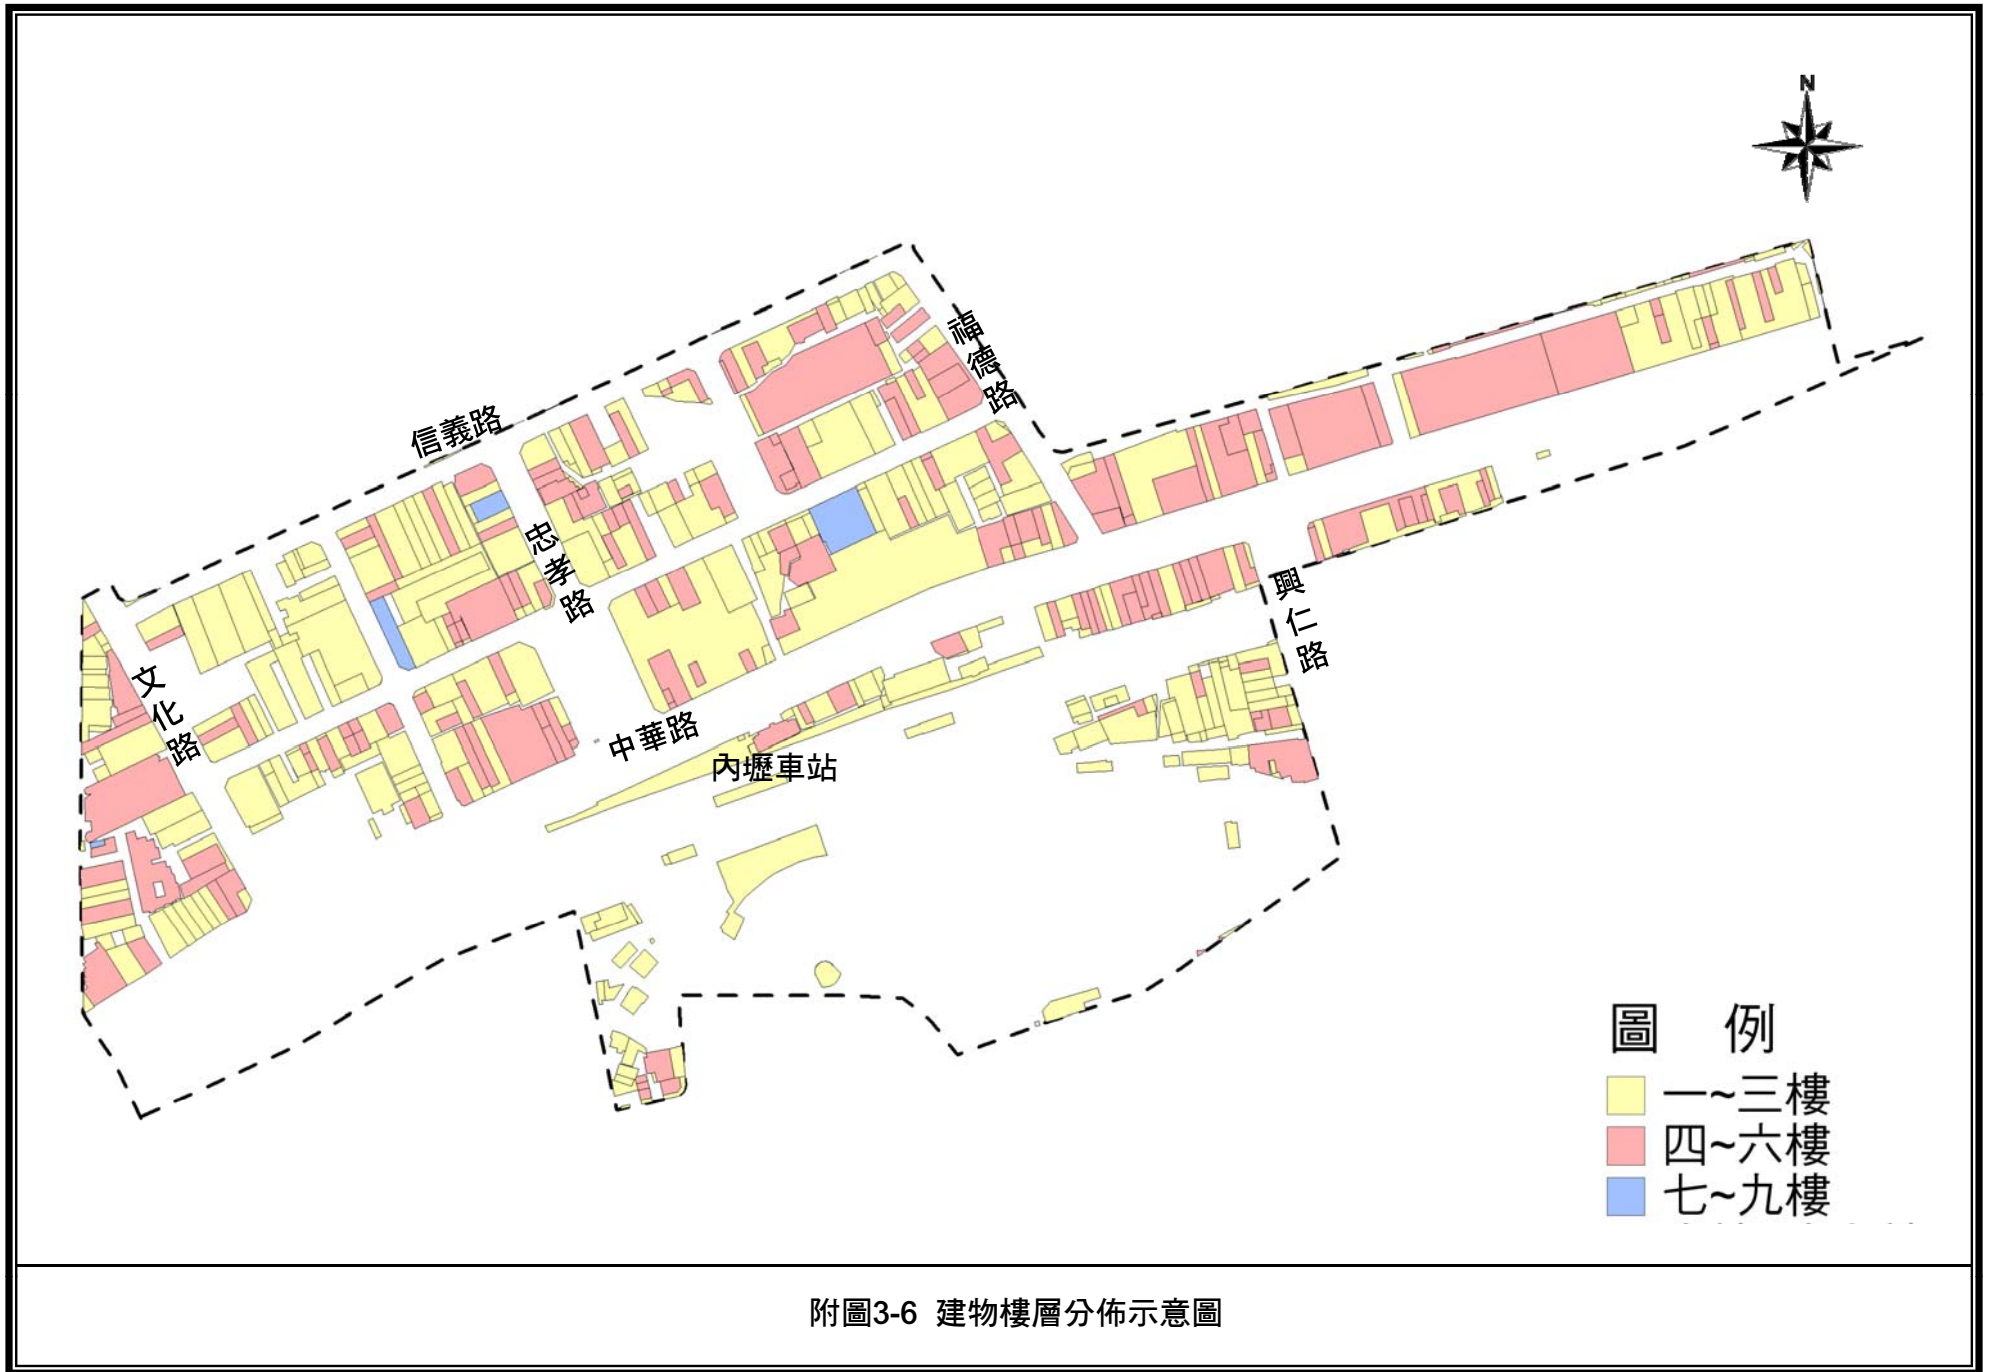 N
福德路
信義路
忠孝路
興仁路
文化路
中華路
內壢車站
圖 例
一~三樓
四~六樓
七~九樓
附圖3-6 建物樓層分佈示意圖